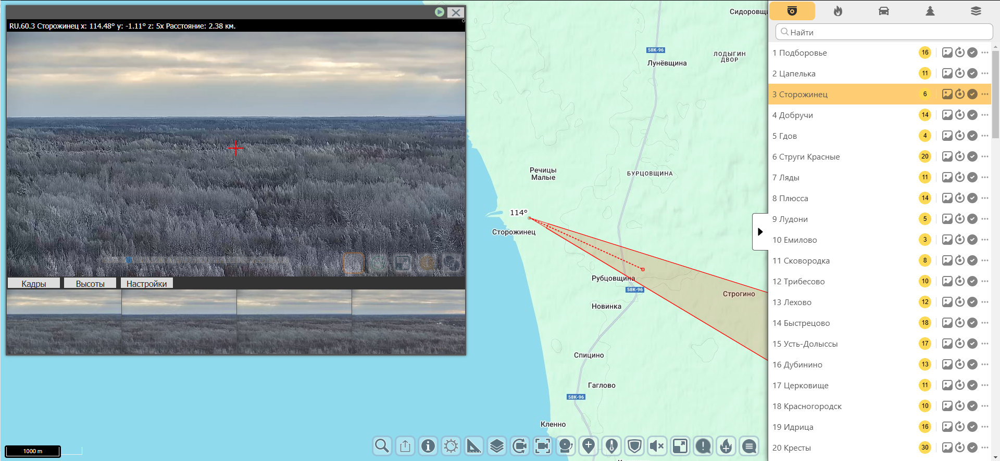 RU.60.3 Сторожинец x: 114.48° y: -1.11° z: 5x Расстояние: 2.38 км.
Кадры
Высоты
Настройки
Сидоровщи
58К-96
Лунёвщина
ЛОДЫГИН
ДВОР
Речицы
Малые
БУРЦОВЩИНА
114°
Сторожинец
Рубцовщина
58К-96
Строгино
Новинка
Спицино
Гаглово
58К-96
Кленно
1000 m
Найти
1 Подборовье 16
2 Цапелька 11
3 Сторожинец 6
4 Добручи 14
5 Гдов 4
6 Струги Красные 20
7 Ляды 11
8 Плюсса 14
9 Лудони 5
10 Емилово 3
11 Сковородка 8
12 Трибесово 10
13 Лехово 12
14 Быстрецово 18
15 Усть-Долыссы 17
16 Дубинино 13
17 Церковище 11
18 Красногородск 10
19 Идрица 16
20 Кресты 30